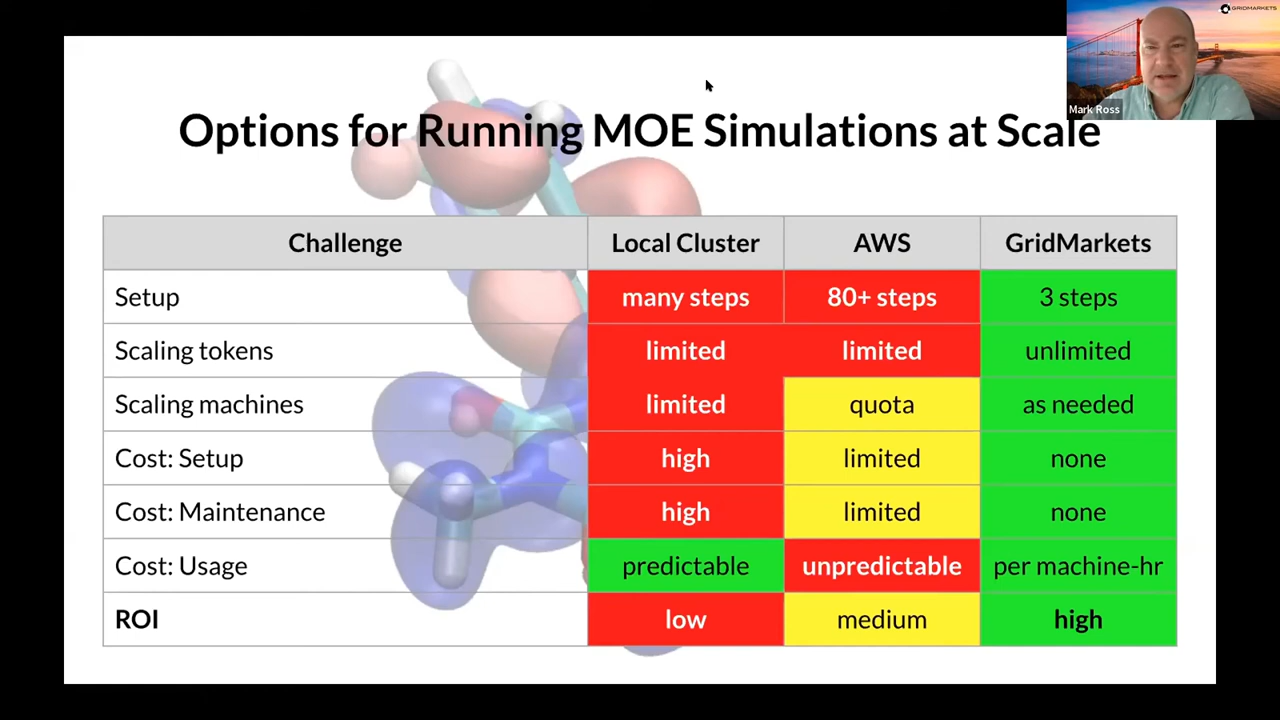 GRIDMARKETS
Mark Ross
Options for Running MOE Simulations at Scale
Challenge Local Cluster AWS GridMarkets
Setup many steps 80+ steps 3 steps
Scaling tokens limited limited unlimited
Scaling machines limited quota as needed
Cost: Setup high limited none
Cost: Maintenance high limited none
Cost: Usage predictable unpredictable per machine-hr
ROI low medium high